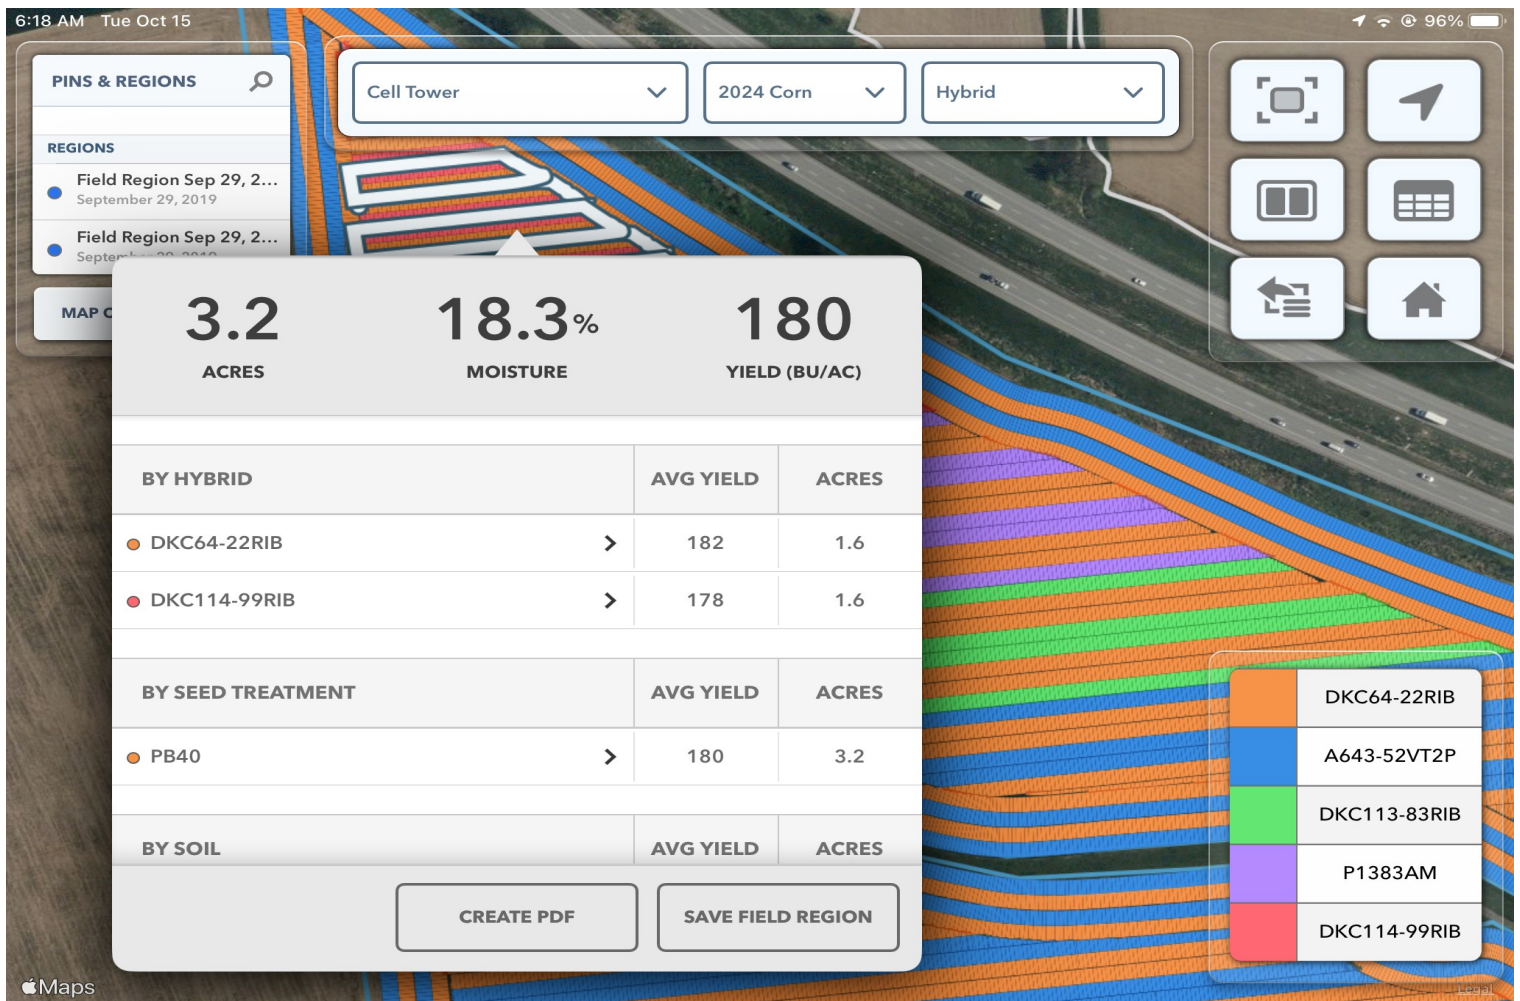 6:18 AM Tue Oct 15
96%
PINS & REGIONS
REGIONS
Field Region Sep 29, 2...
September 29, 2019
Field Region Sep 29, 2...
MAP
Cell Tower
2024 Corn
Hybrid
3.2
18.3%
180
ACRES
MOISTURE
YIELD (BU/AC)
BY HYBRID AVG YIELD ACRES
DKC64-22RIB 182 1.6
DKC114-99RIB 178 1.6
BY SEED TREATMENT AVG YIELD ACRES
PB40 180 3.2
BY SOIL AVG YIELD ACRES
CREATE PDF
SAVE FIELD REGION
DKC64-22RIB
A643-52VT2P
DKC113-83RIB
P1383AM
DKC114-99RIB
Maps
Legal